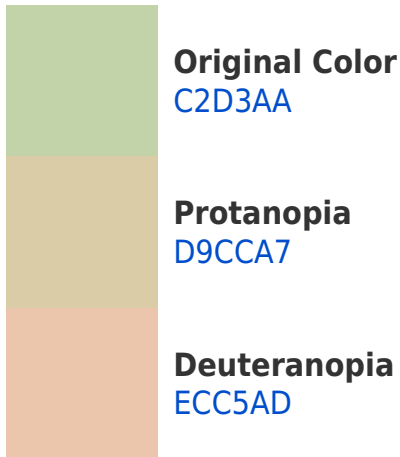 Original Color
C2D3AA
Protanopia
D9CCA7
Deuteranopia
ECC5AD